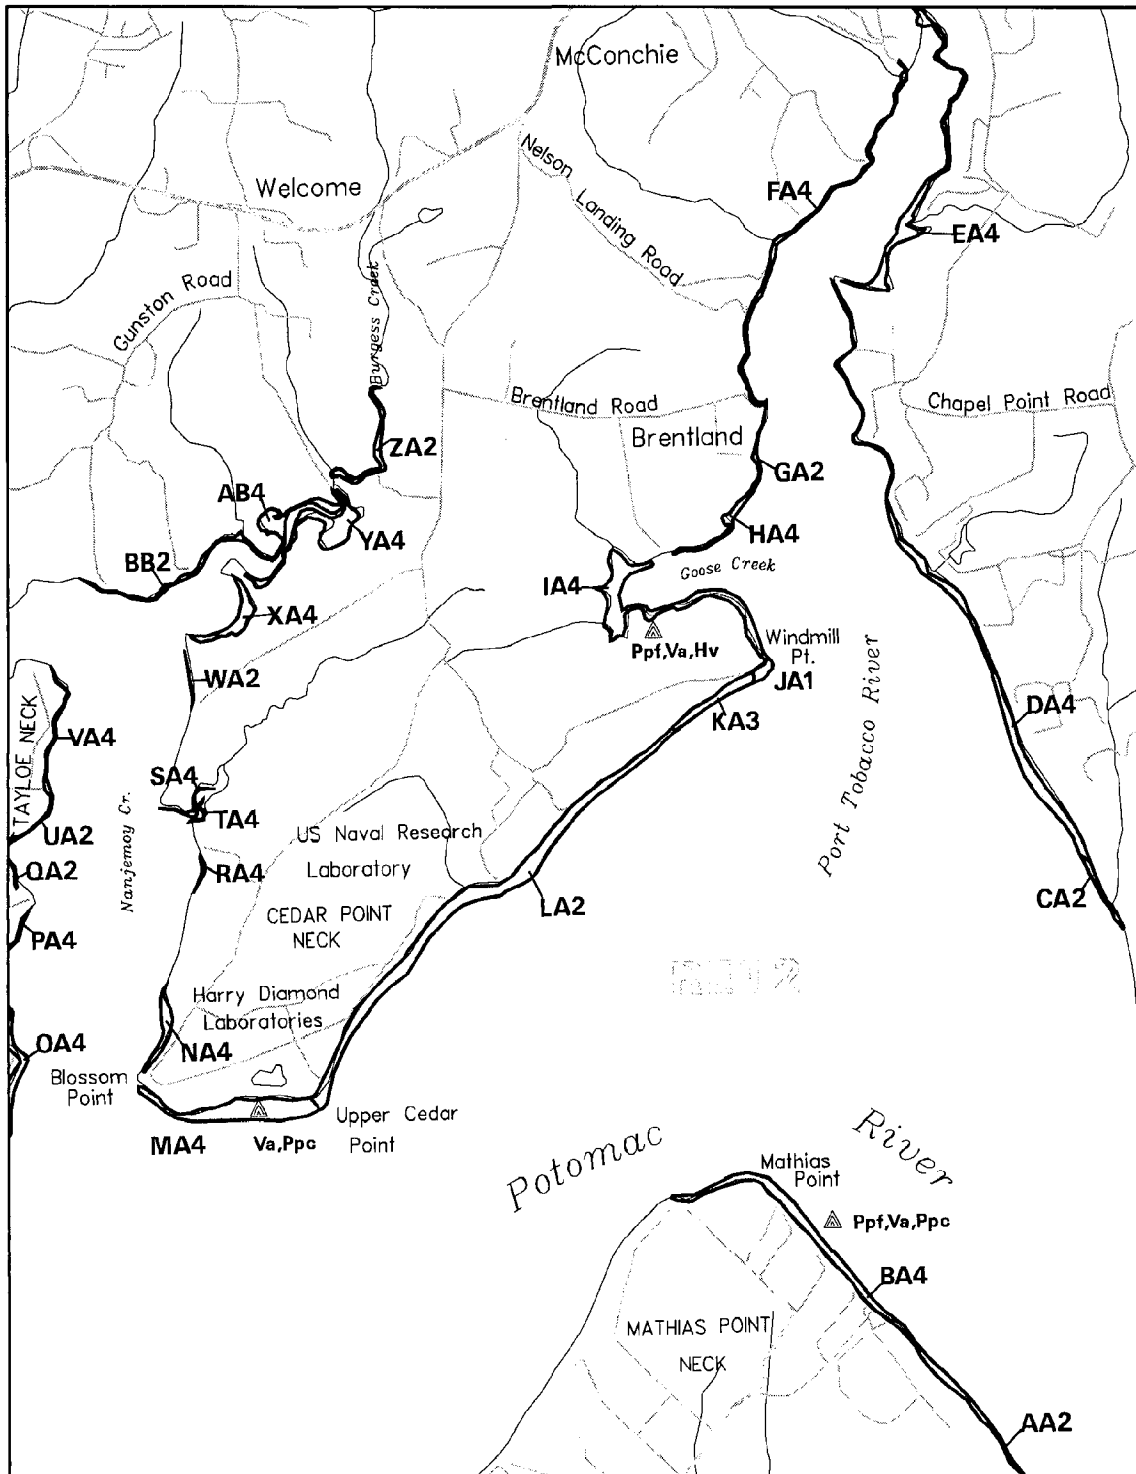 McConchie
Nelson Landing Road
Welcome
FA4
EA4
Gunston Road
Burgess Creek
Brentland Road
Chapel Point Road
Brentland
ZA2
GA2
AB4
HA4
YA4
BB2
Goose Creek
IA4
XA4
Windmill
Pt.
Ppf,Va,Hv
JA1
WA2
KA3
DA4
Port Tobacco River
TAYLOE NECK
VA4
SA4
TA4
UA2
Nanjemoy Cr.
US Naval Research
Laboratory
QA2
RA4
LA2
CA2
CEDAR POINT
NECK
PA4
Harry Diamond
Laboratories
OA4
NA4
Blossom
Point
Upper Cedar
Point
MA4
Va,Ppc
Potomac River
Mathias
Point
Ppf,Va,Ppc
BA4
MATHIAS POINT
NECK
AA2